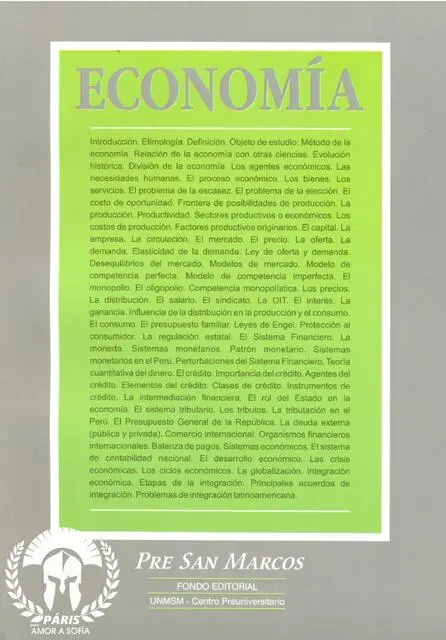 ECONOMÍA
Introducción. Etimología. Definición. Objeto de estudio. Método de la
economía. Relación de la economía con otras ciencias. Evolución
histórica. División de la economía. Los agentes económicos. Las
necesidades humanas. El proceso económico. Los bienes. Los
servicios. El problema de la escasez. El problema de la elección. El
costo de oportunidad. Frontera de posibilidades de producción. La
producción. Productividad. Sectores productivos o económicos. Los
costos de producción. Factores productivos originarios. El capital. La
empresa. La circulación. El mercado. El precio. La oferta. La
demanda. Elasticidad de la demanda. Ley de oferta y demanda.
Desequilibrios del mercado. Modelos de mercado. Modelo de
competencia perfecta. Modelo de competencia imperfecta. El
monopolio. El oligopolio. Competencia monopolística. Los precios.
La distribución. El salario. El sindicato. La OIT. El interés. La
ganancia. Influencia de la distribución en la producción y el consumo.
El consumo. El presupuesto familiar. Leyes de Engel. Protección al
consumidor. La regulación estatal. El Sistema Financiero. La
moneda. Sistemas monetarios. Patrón monetario. Sistemas
monetarios en el Perú. Perturbaciones del Sistema Financiero, Teoría
cuantitativa del dinero. El crédito. Importancia del crédito. Agentes del
crédito. Elementos del crédito. Clases de crédito. Instrumentos de
crédito. La intermediación financiera. El rol del Estado en la
economía. El sistema tributario. Los tributos. La tributación en el
Perú. El Presupuesto General de la República. La deuda externa
(pública y privada). Comercio internacional. Organismos financieros
internacionales. Balanza de pagos. Sistemas económicos. El sistema
de contabilidad nacional. El desarrollo económico. Las crisis
económicas. Los ciclos económicos. La globalización. Integración
económica. Etapas de la integración. Principales acuerdos de
integración. Problemas de integración latinoamericana.
PRE SAN MARCOS
FONDO EDITORIAL
UNMSM - Centro Preuniversitario
PÁRIS
AMOR A SOFÍA